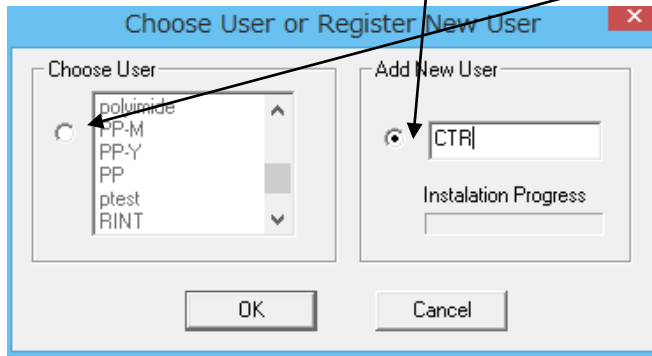 Choose User or Register New User
Choose User
polyimide
PP-M
PP-Y
PP
ptest
RINT
Add New User
CTR
Instalation Progress
OK
Cancel